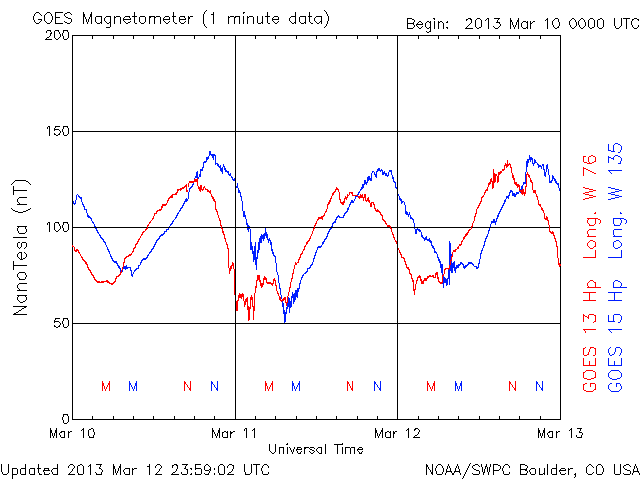 GOES Magnetometer (1 minute data)
Begin: 2013 Mar 10 0000 UTC
200
150
100
50
0
NanoTesla (nT)
M M N N M M N N M M N N
Mar 10 Mar 11 Mar 12 Mar 13
Universal Time
GOES 13 Hp Long. W 76
GOES 15 Hp Long. W 135
Updated 2013 Mar 12 23:59:02 UTC
NOAA/SWPC Boulder, CO USA